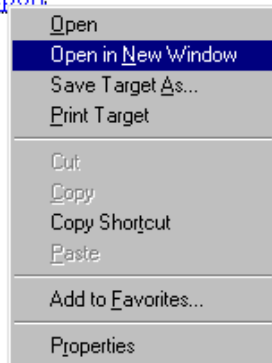 Open
Open in New Window
Save Target As...
Print Target
Cut
Copy
Copy Shortcut
Paste
Add to Favorites...
Properties